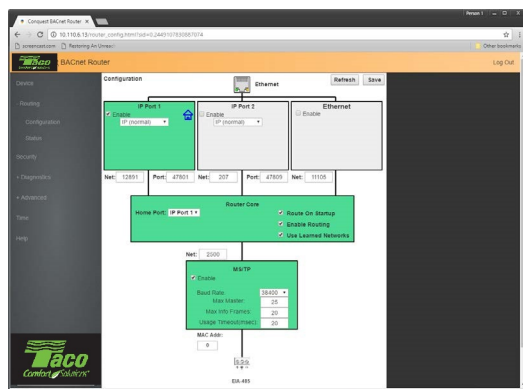 Conquest BACnet Router
Person 1
10.110.6.13/router_config.html?sid=0.2449107830887074
screencast.com
Restoring An
Other bookmarks
Taco
BACnet Router
Log Out
Device
- Routing
Configuration
Status
Security
+ Diagnostics
+ Advanced
Time
Help
Taco
Comfort Solutions
Configuration
Ethernet
Refresh
Save
IP Port 1
Enable
IP (normal)
IP Port 2
Enable
IP (normal)
Ethernet
Enable
Net: 12891 Port: 47801 Net: 207 Port: 47809 Net: 11105
Router Core
Home Port: IP Port 1
Route On Startup
Enable Routing
Use Learned Networks
Net: 2500
MS/TP
Enable
Baud Rate: 38400
Max Master: 25
Max Info Frames: 20
Usage Timeout(msec): 20
MAC Addr:
0
EIA-485